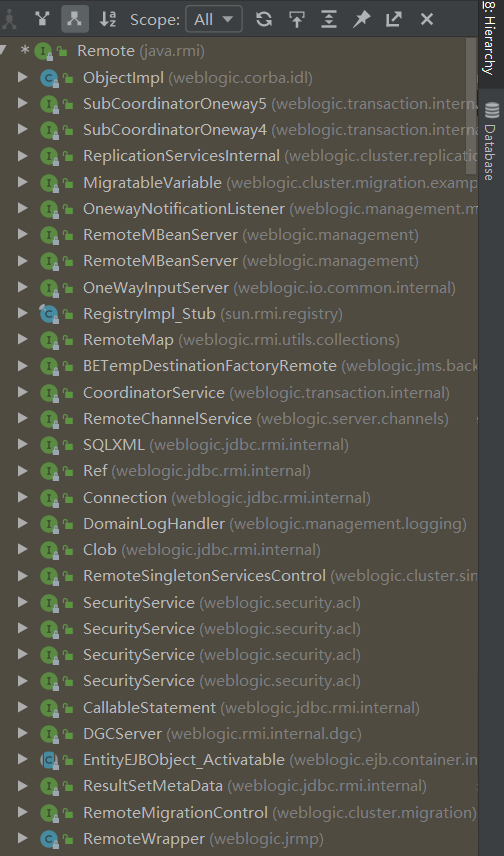 Scope: All
8: Hierarchy
Database
* Remote (java.rmi)
ObjectImpl (weblogic.corba.idl)
SubCoordinatorOneway5 (weblogic.transaction.intern
SubCoordinatorOneway4 (weblogic.transaction.intern
ReplicationServicesInternal (weblogic.cluster.replicati
MigratableVariable (weblogic.cluster.migration.examp
OnewayNotificationListener (weblogic.management.m
RemoteMBeanServer (weblogic.management)
RemoteMBeanServer (weblogic.management)
OneWayInputServer (weblogic.io.common.internal)
RegistryImpl_Stub (sun.rmi.registry)
RemoteMap (weblogic.rmi.utils.collections)
BETempDestinationFactoryRemote (weblogic.jms.back
CoordinatorService (weblogic.transaction.internal)
RemoteChannelService (weblogic.server.channels)
SQLXML (weblogic.jdbc.rmi.internal)
Ref (weblogic.jdbc.rmi.internal)
Connection (weblogic.jdbc.rmi.internal)
DomainLogHandler (weblogic.management.logging)
Clob (weblogic.jdbc.rmi.internal)
RemoteSingletonServicesControl (weblogic.cluster.sin
SecurityService (weblogic.security.acl)
SecurityService (weblogic.security.acl)
SecurityService (weblogic.security.acl)
SecurityService (weblogic.security.acl)
CallableStatement (weblogic.jdbc.rmi.internal)
DGCServer (weblogic.rmi.internal.dgc)
EntityEJBObject_Activatable (weblogic.ejb.container.in
ResultSetMetaData (weblogic.jdbc.rmi.internal)
RemoteMigrationControl (weblogic.cluster.migration)
RemoteWrapper (weblogic.jrmp)